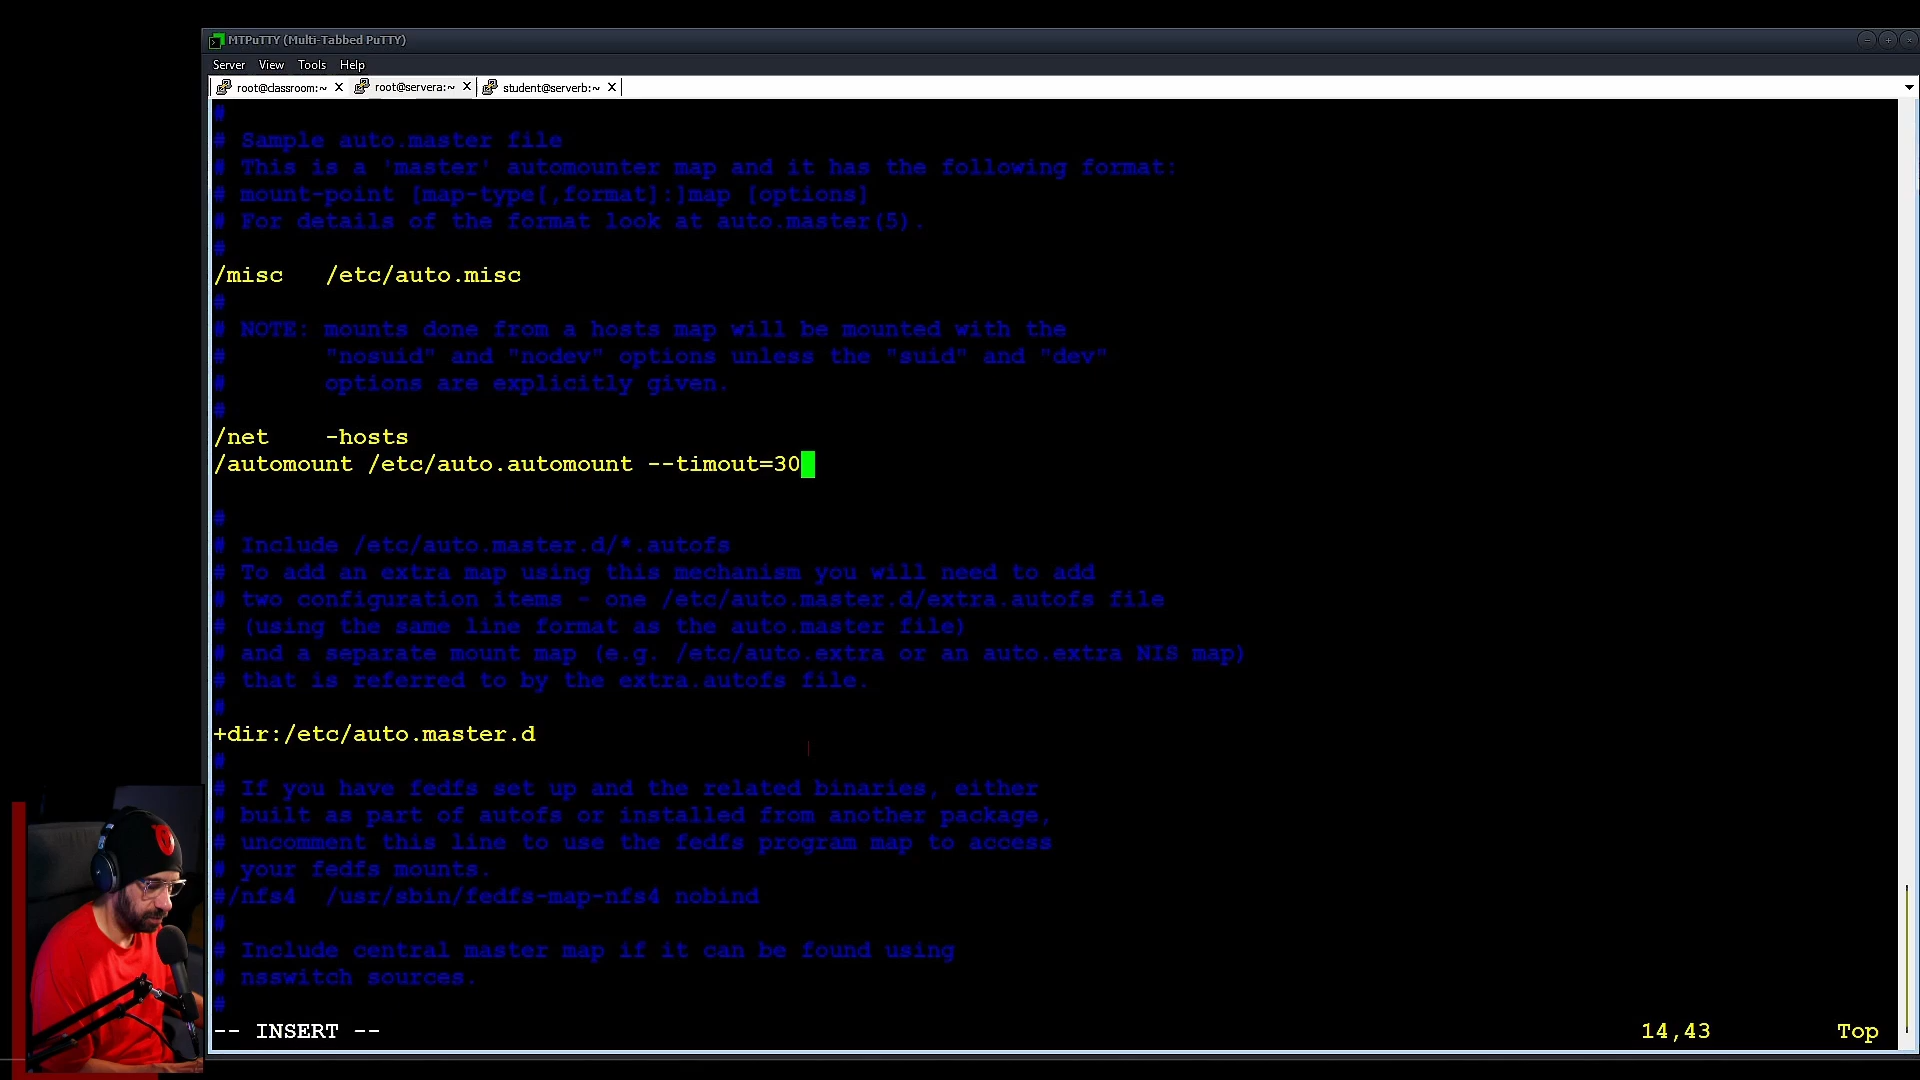 MTPuTTY (Multi-Tabbed PuTTY)
Server View Tools Help
root@classroom:~ root@servera:~ student@serverb:~
#
# Sample auto.master file
# This is a 'master' automounter map and it has the following format:
# mount-point [map-type[,format]:]map [options]
# For details of the format look at auto.master(5).
#
/misc /etc/auto.misc
#
# NOTE: mounts done from a hosts map will be mounted with the
# "nosuid" and "nodev" options unless the "suid" and "dev"
# options are explicitly given.
#
/net -hosts
/automount /etc/auto.automount --timout=30
#
# Include /etc/auto.master.d/*.autofs
# To add an extra map using this mechanism you will need to add
# two configuration items - one /etc/auto.master.d/extra.autofs file
# (using the same line format as the auto.master file)
# and a separate mount map (e.g. /etc/auto.extra or an auto.extra NIS map)
# that is referred to by the extra.autofs file.
#
+dir:/etc/auto.master.d
#
# If you have fedfs set up and the related binaries, either
# built as part of autofs or installed from another package,
# uncomment this line to use the fedfs program map to access
# your fedfs mounts.
#/nfs4 /usr/sbin/fedfs-map-nfs4 nobind
#
# Include central master map if it can be found using
# nsswitch sources.
#
-- INSERT -- 14,43 Top